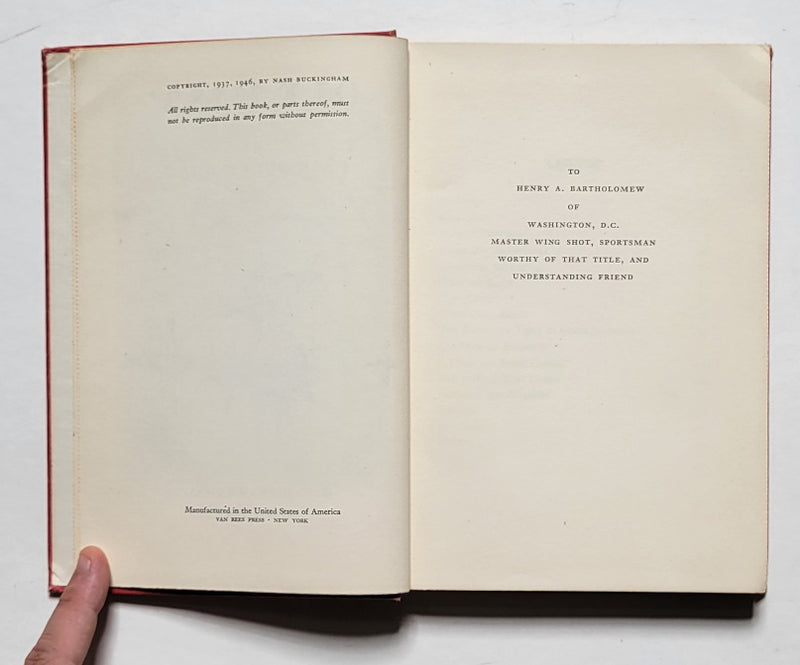 COPYRIGHT, 1937, 1946, BY NASH BUCKINGHAM
All rights reserved. This book, or parts thereof, must
not be reproduced in any form without permission.
Manufactured in the United States of America
VAN REES PRESS • NEW YORK
TO
HENRY A. BARTHOLOMEW
OF
WASHINGTON, D.C.
MASTER WING SHOT, SPORTSMAN
WORTHY OF THAT TITLE, AND
UNDERSTANDING FRIEND